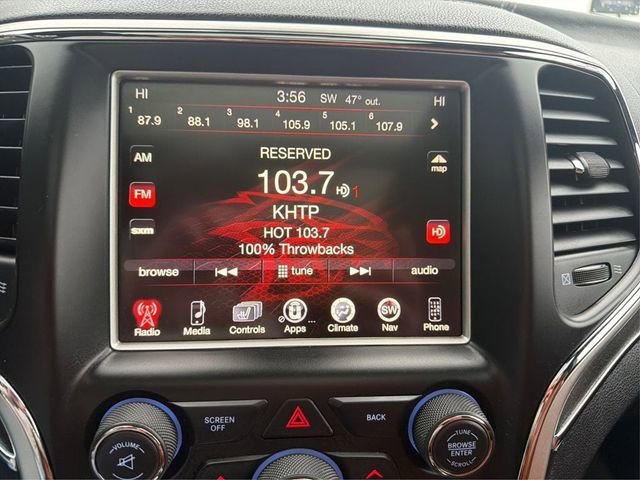 HI 3:56 SW 47° out. HI
1 87.9 2 88.1 3 98.1 4 105.9 5 105.1 6 107.9
RESERVED
AM
map
103.7 HD 1
FM
KHTP
HOT 103.7
HD
sxm
100% Throwbacks
browse tune audio
SW
Radio Media Controls Apps ... Climate Nav Phone
VOLUME
SCREEN
OFF
BACK
TUNE
BROWSE
ENTER
SCROLL